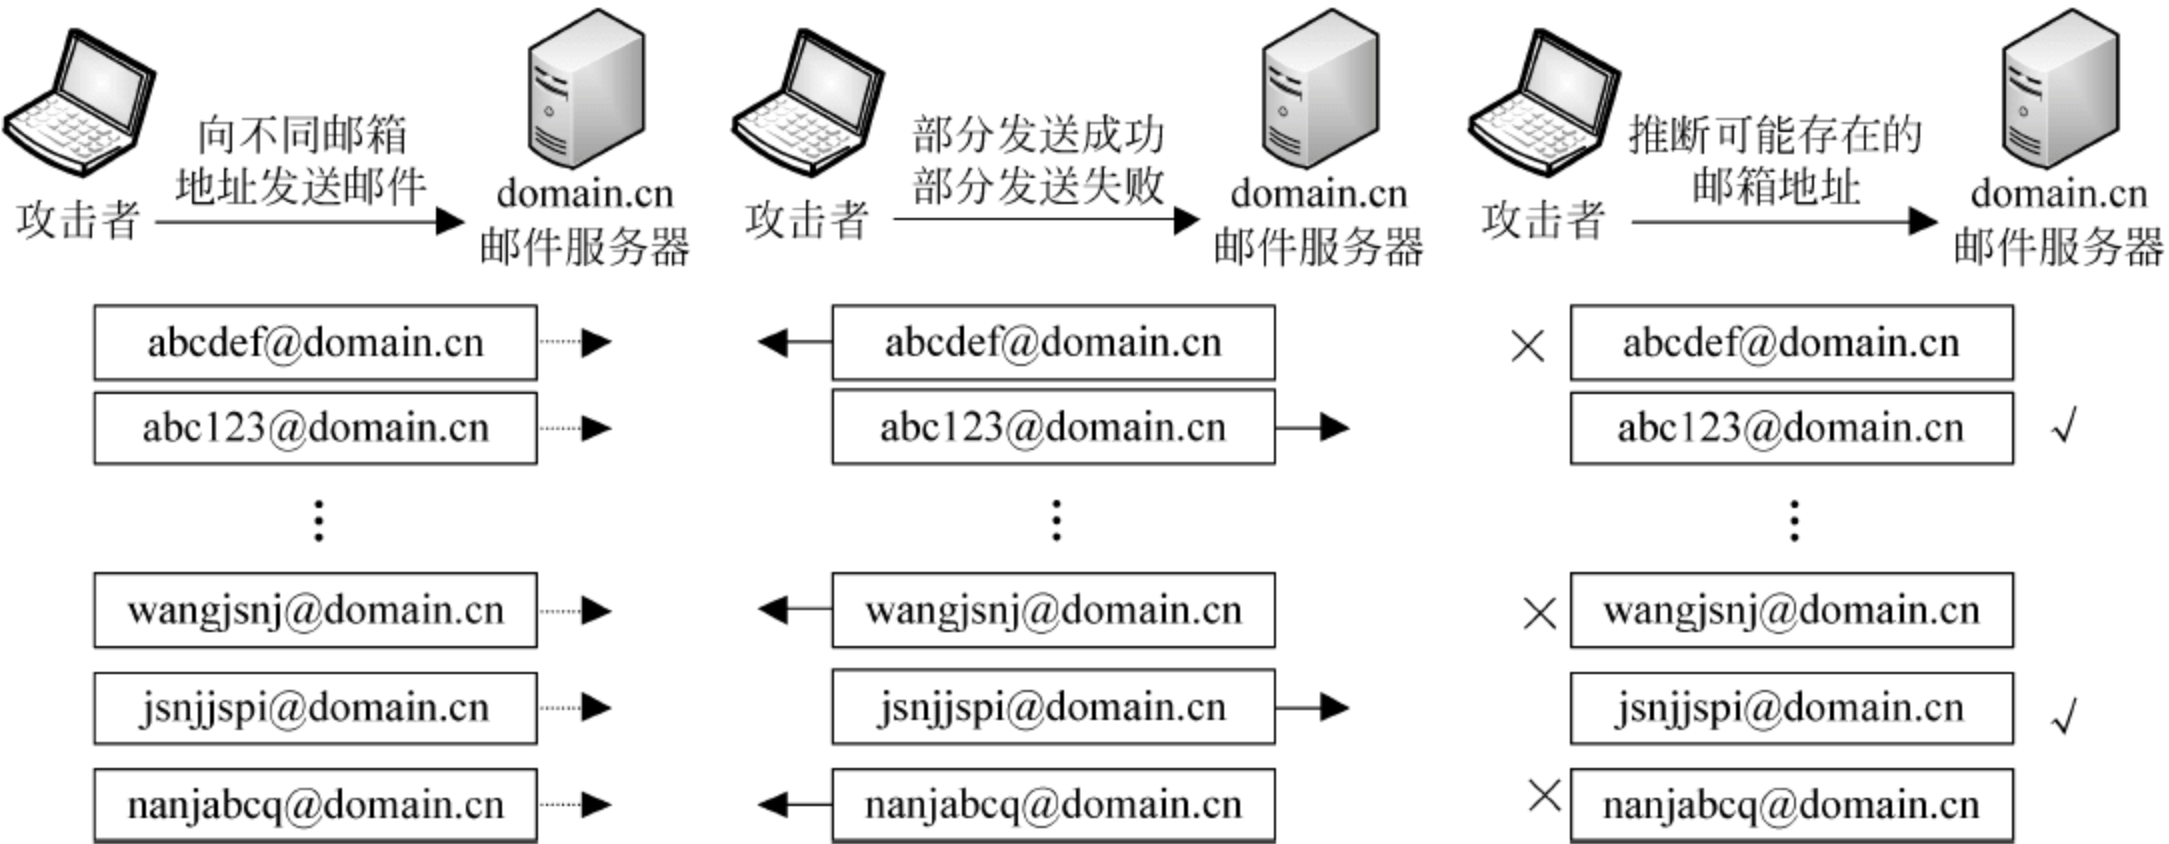 向不同邮箱
地址发送邮件
攻击者
domain.cn
邮件服务器
abcdef@domain.cn
abc123@domain.cn
⋮
wangjsnj@domain.cn
jsnjjspi@domain.cn
nanjabcq@domain.cn
部分发送成功
部分发送失败
攻击者
domain.cn
邮件服务器
abcdef@domain.cn
abc123@domain.cn
⋮
wangjsnj@domain.cn
jsnjjspi@domain.cn
nanjabcq@domain.cn
推断可能存在的
邮箱地址
攻击者
domain.cn
邮件服务器
× abcdef@domain.cn
abc123@domain.cn √
⋮
× wangjsnj@domain.cn
jsnjjspi@domain.cn √
× nanjabcq@domain.cn